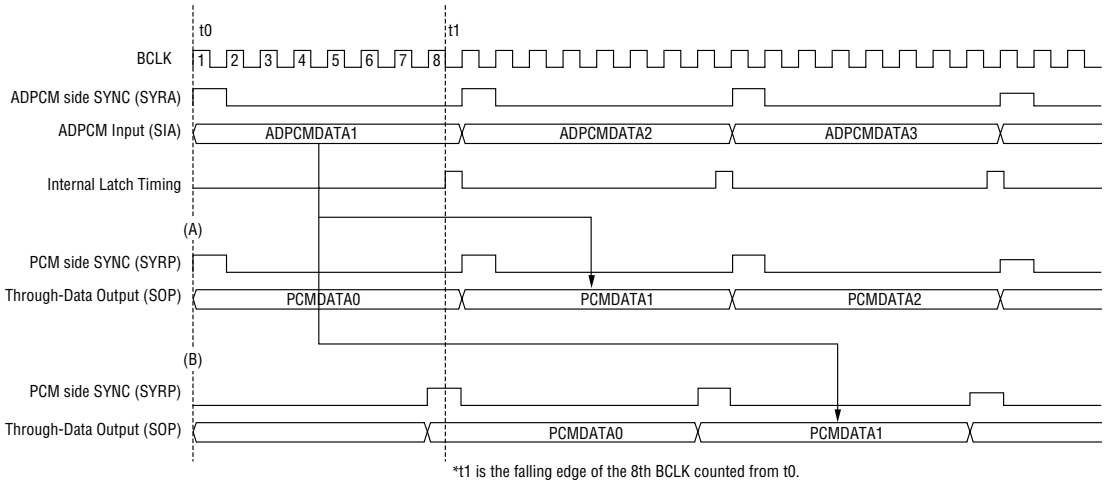 t0
t1
BCLK 1 2 3 4 5 6 7 8
ADPCM side SYNC (SYRA)
ADPCM Input (SIA) ADPCMDATA1 ADPCMDATA2 ADPCMDATA3
Internal Latch Timing
(A)
PCM side SYNC (SYRP)
Through-Data Output (SOP) PCMDATA0 PCMDATA1 PCMDATA2
(B)
PCM side SYNC (SYRP)
Through-Data Output (SOP) PCMDATA0 PCMDATA1
*t1 is the falling edge of the 8th BCLK counted from t0.